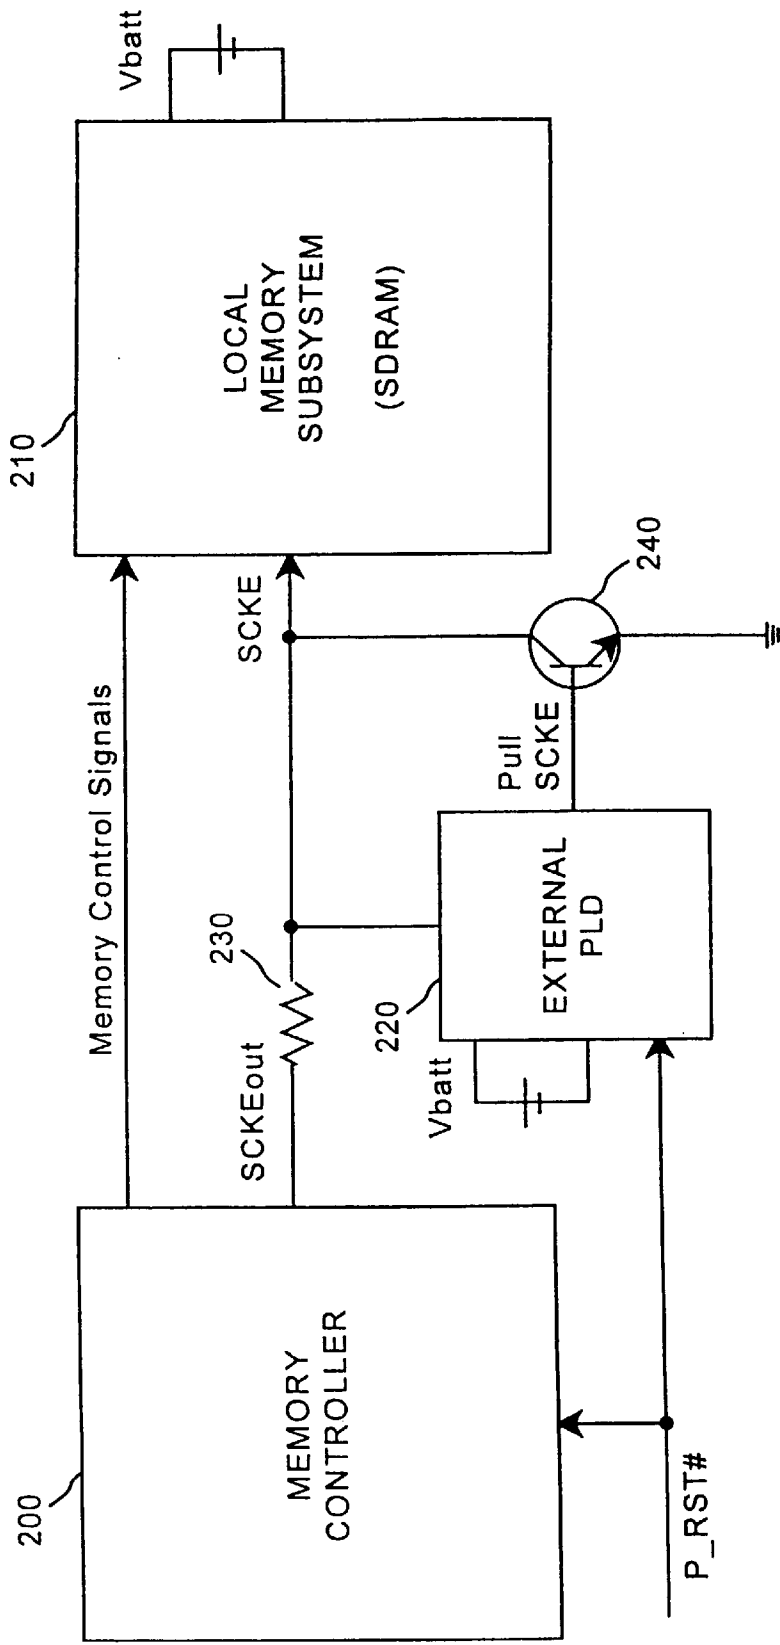 200
MEMORY
CONTROLLER
P_RST#
Memory Control Signals
SCKEout
230
SCKE
Vbatt
220
EXTERNAL
PLD
Pull
SCKE
240
210
LOCAL
MEMORY
SUBSYSTEM
(SDRAM)
Vbatt